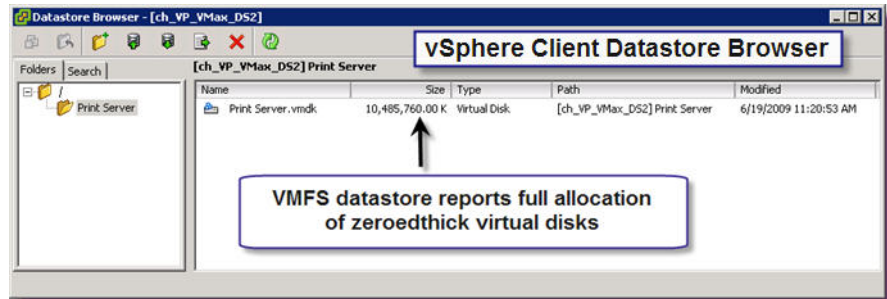 Datastore Browser - [ch_VP_VMax_DS2]
vSphere Client Datastore Browser
Folders Search
[ch_VP_VMax_DS2] Print Server
/
Print Server
Name Size Type Path Modified
Print Server.vmdk 10,485,760.00 K Virtual Disk [ch_VP_VMax_DS2] Print Server 6/19/2009 11:20:53 AM
VMFS datastore reports full allocation
of zeroedthick virtual disks